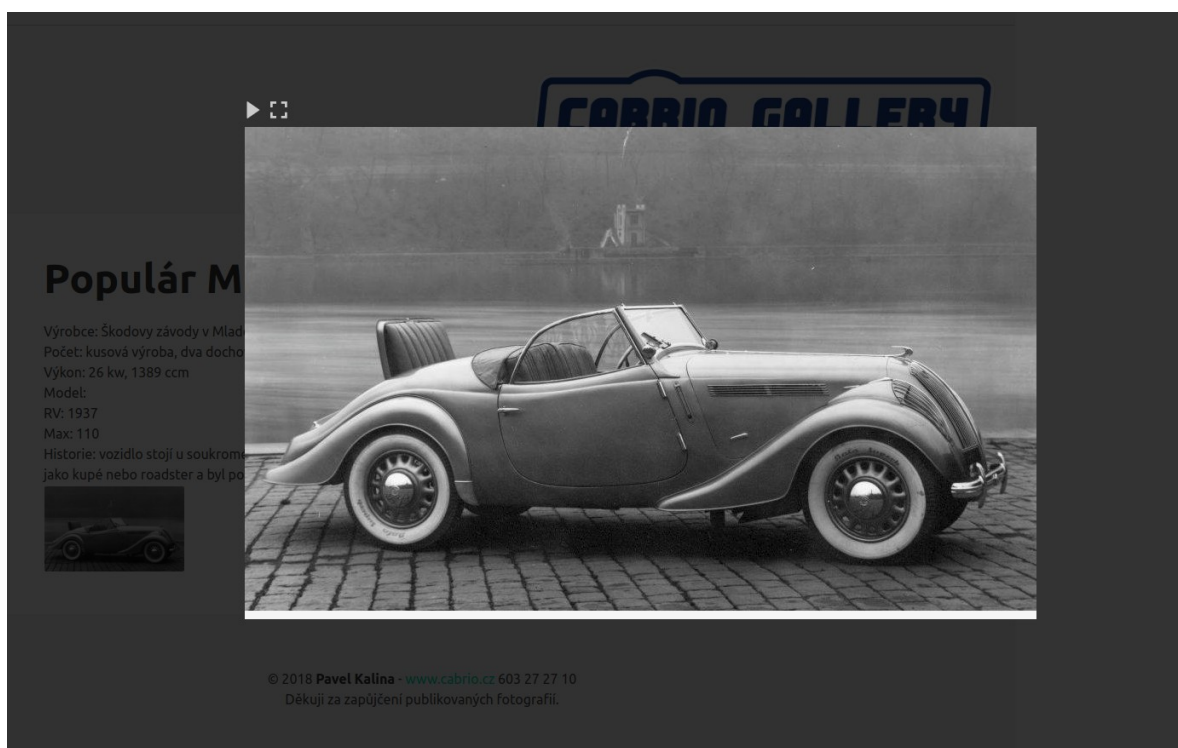 CABRIO GALLERY
Populár M
Výrobce: Škodovy závody v Mlad
Počet: kusová výroba, dva docho
Výkon: 26 kw, 1389 ccm
Model:
RV: 1937
Max: 110
Historie: vozidlo stojí u soukrome
jako kupé nebo roadster a byl po
© 2018 Pavel Kalina - www.cabrio.cz 603 27 27 10
Děkuji za zapůjčení publikovaných fotografií.